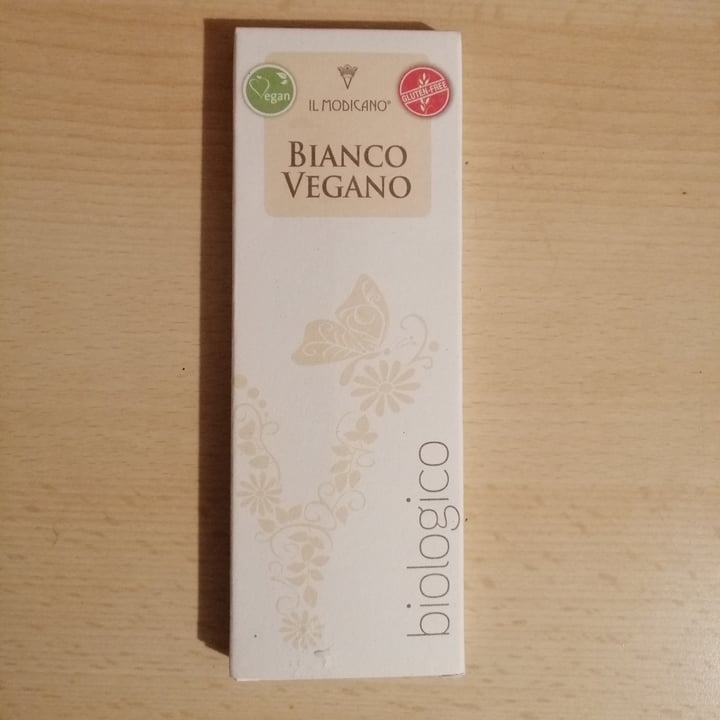 Vegan
IL MODICANO®
GLUTEN-FREE
BIANCO
VEGANO
biologico